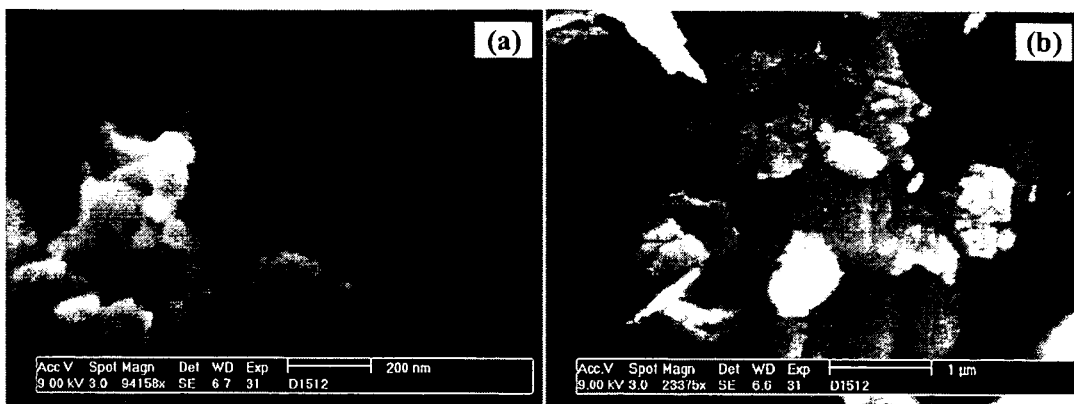 (a)
Acc.V Spot Magn Det WD Exp 200 nm
9.00 kV 3.0 94158x SE 6.7 31 D1512
(b)
Acc.V Spot Magn Det WD Exp 1 µm
9.00 kV 3.0 23375x SE 6.6 31 D1512